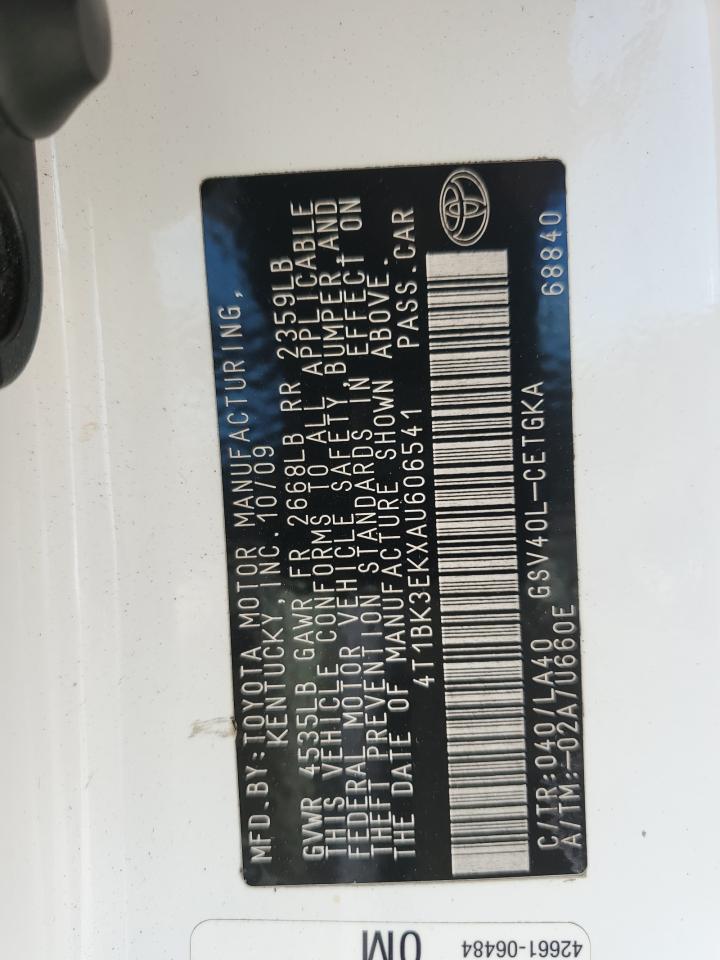 MFD.BY:TOYOTA MOTOR MANUFACTURING,
KENTUCKY, INC. 10/09
GVWR 4535LB GAWR FR 2668LB RR 2359LB
THIS VEHICLE CONFORMS TO ALL APPLICABLE
FEDERAL MOTOR VEHICLE SAFETY, BUMPER, AND
THEFT PREVENTION STANDARDS IN EFFECT ON
THE DATE OF MANUFACTURE SHOWN ABOVE.
4T1BK3EKXAU606541 PASS.CAR
C/TR:040/LA40 GSV40L-CETGKA 68840
A/TM:-02A/U660E
42661-06484